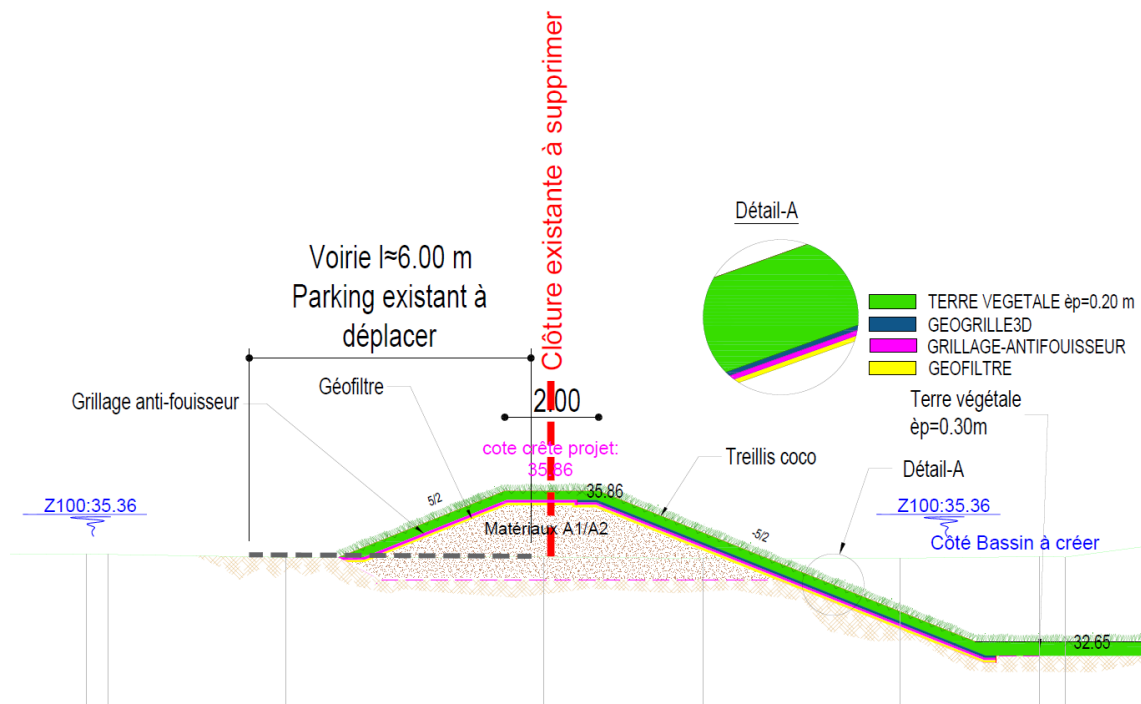 Clôture existante à supprimer
Voirie l≈6.00 m
Parking existant à
déplacer
Détail-A
TERRE VEGETALE èp=0.20 m
GEOGRILLE3D
GRILLAGE-ANTIFOUISSEUR
GEOFILTRE
Grillage anti-fouisseur
Géofiltre
2.00
cote crête projet:
35.86
Treillis coco
Terre végétale
èp=0.30m
Détail-A
Z100:35.36
5/2
35.86
Matériaux A1/A2
-5/2
Z100:35.36
Côté Bassin à créer
32.65